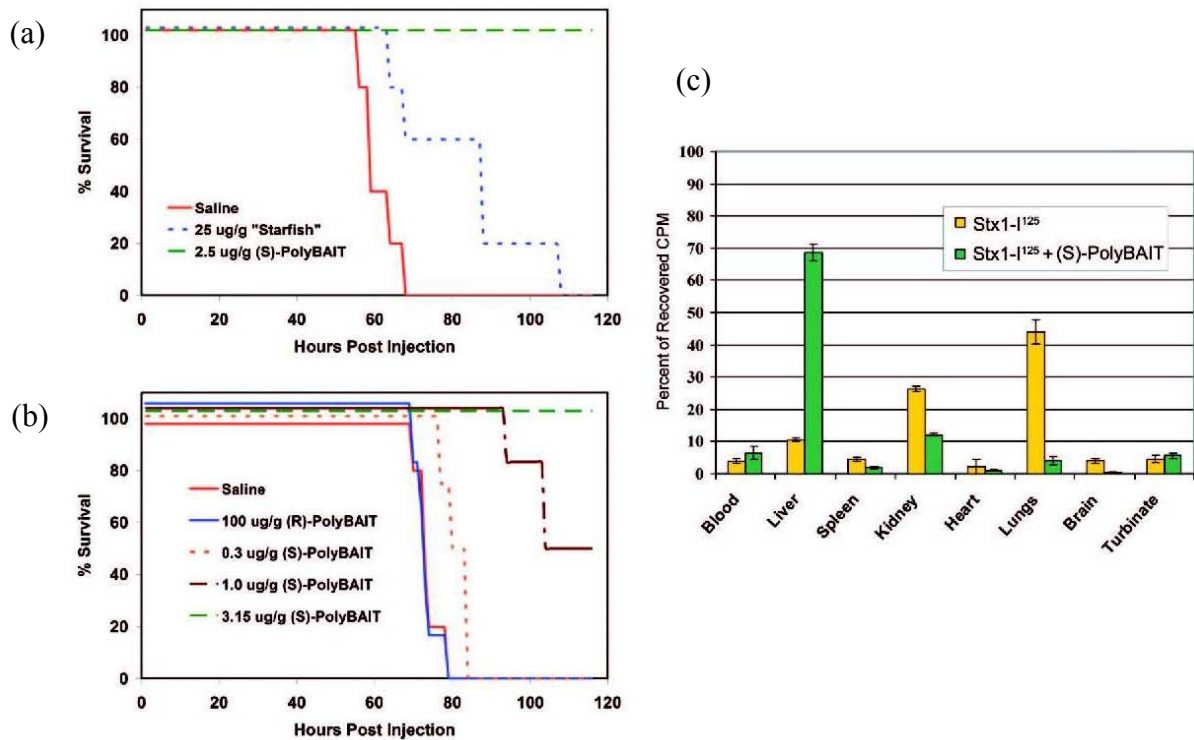 (a)
100
80
60
40
20
0
% Survival
Saline
25 ug/g "Starfish"
2.5 ug/g (S)-PolyBAIT
0 20 40 60 80 100 120
Hours Post Injection
(b)
100
80
60
40
20
0
% Survival
Saline
100 ug/g (R)-PolyBAIT
0.3 ug/g (S)-PolyBAIT
1.0 ug/g (S)-PolyBAIT
3.15 ug/g (S)-PolyBAIT
0 20 40 60 80 100 120
Hours Post Injection
(c)
100
90
80
70
60
50
40
30
20
10
0
Percent of Recovered CPM
Stx1-I¹²⁵
Stx1-I¹²⁵ + (S)-PolyBAIT
Blood
Liver
Spleen
Kidney
Heart
Lungs
Brain
Turbinate